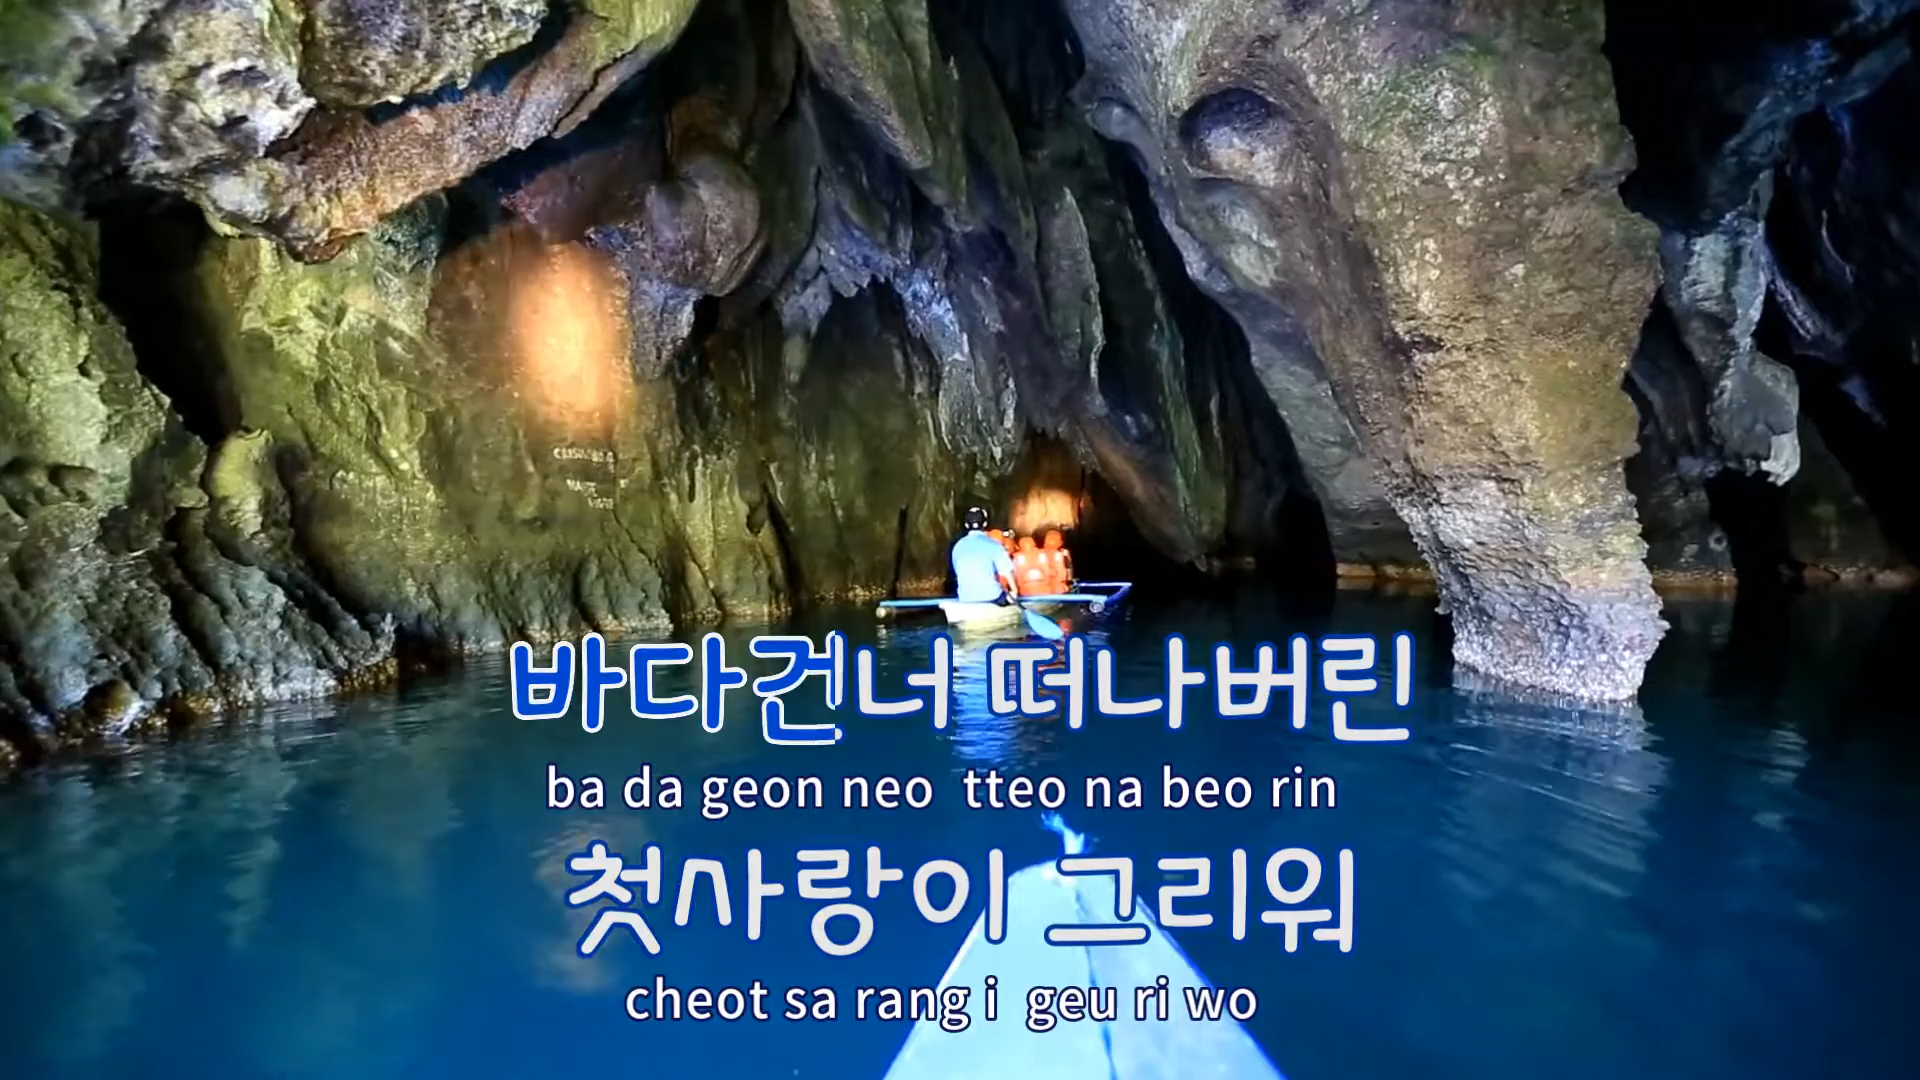 바다건너 떠나버린
ba da geon neo tteo na beo rin
첫사랑이 그리워
cheot sa rang i geu ri wo